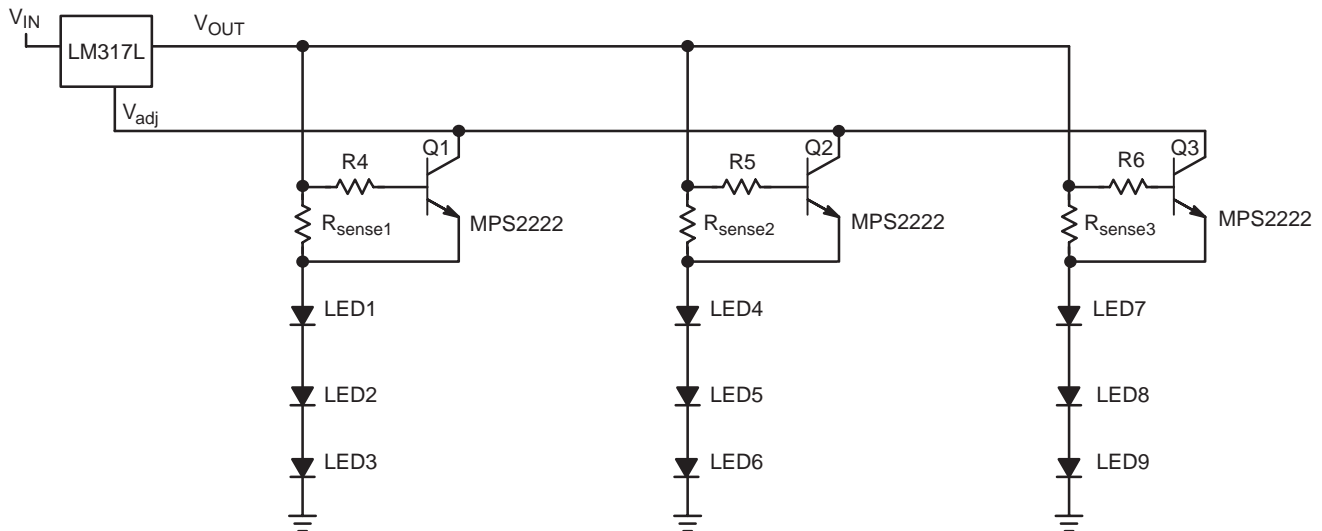 VIN
LM317L
VOUT
Vadj
R4
Q1
Rsense1
MPS2222
R5
Q2
Rsense2
MPS2222
R6
Q3
Rsense3
MPS2222
LED1
LED4
LED7
LED2
LED5
LED8
LED3
LED6
LED9